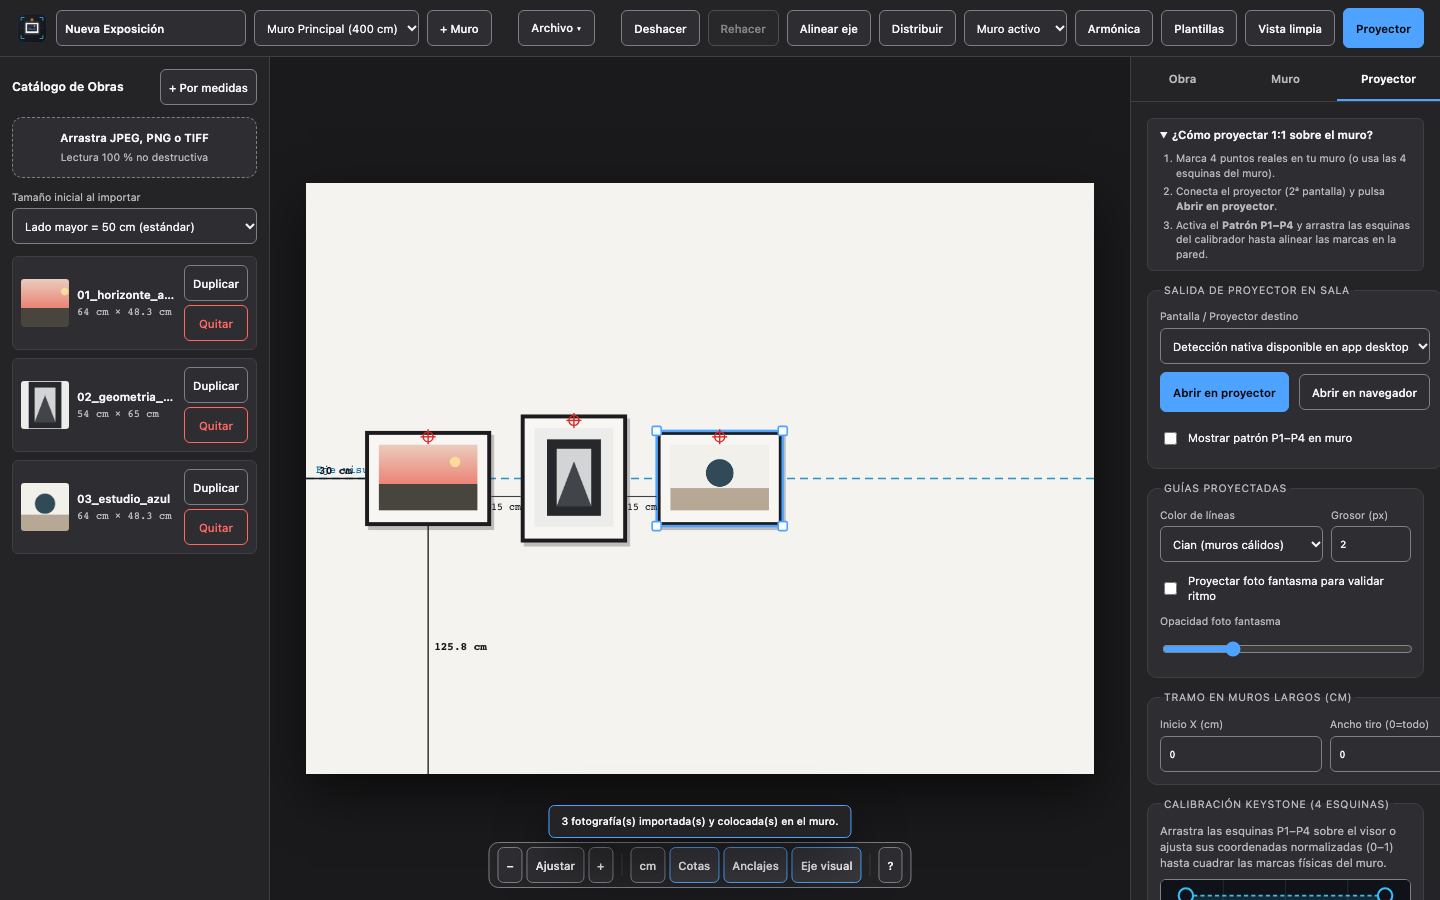 Nueva Exposición
Muro Principal (400 cm)
+ Muro
Archivo ▾
Deshacer
Rehacer
Alinear eje
Distribuir
Muro activo
Armónica
Plantillas
Vista limpia
Proyector
Catálogo de Obras
+ Por medidas
Arrastra JPEG, PNG o TIFF
Lectura 100 % no destructiva
Tamaño inicial al importar
Lado mayor = 50 cm (estándar)
01_horizonte_a...
64 cm × 48.3 cm
Duplicar
Quitar
02_geometria_...
54 cm × 65 cm
Duplicar
Quitar
03_estudio_azul
64 cm × 48.3 cm
Duplicar
Quitar
30 cm
15 cm
15 cm
125.8 cm
3 fotografía(s) importada(s) y colocada(s) en el muro.
−
Ajustar
+
cm
Cotas
Anclajes
Eje visual
?
Obra
Muro
Proyector
▼ ¿Cómo proyectar 1:1 sobre el muro?
1. Marca 4 puntos reales en tu muro (o usa las 4
esquinas del muro).
2. Conecta el proyector (2ª pantalla) y pulsa
Abrir en proyector.
3. Activa el Patrón P1–P4 y arrastra las esquinas
del calibrador hasta alinear las marcas en la
pared.
SALIDA DE PROYECTOR EN SALA
Pantalla / Proyector destino
Detección nativa disponible en app desktop
Abrir en proyector
Abrir en navegador
Mostrar patrón P1–P4 en muro
GUÍAS PROYECTADAS
Color de líneas
Grosor (px)
Cian (muros cálidos)
2
Proyectar foto fantasma para validar
ritmo
Opacidad foto fantasma
TRAMO EN MUROS LARGOS (CM)
Inicio X (cm)
Ancho tiro (0=todo)
0
0
CALIBRACIÓN KEYSTONE (4 ESQUINAS)
Arrastra las esquinas P1–P4 sobre el visor o
ajusta sus coordenadas normalizadas (0–1)
hasta cuadrar las marcas físicas del muro.